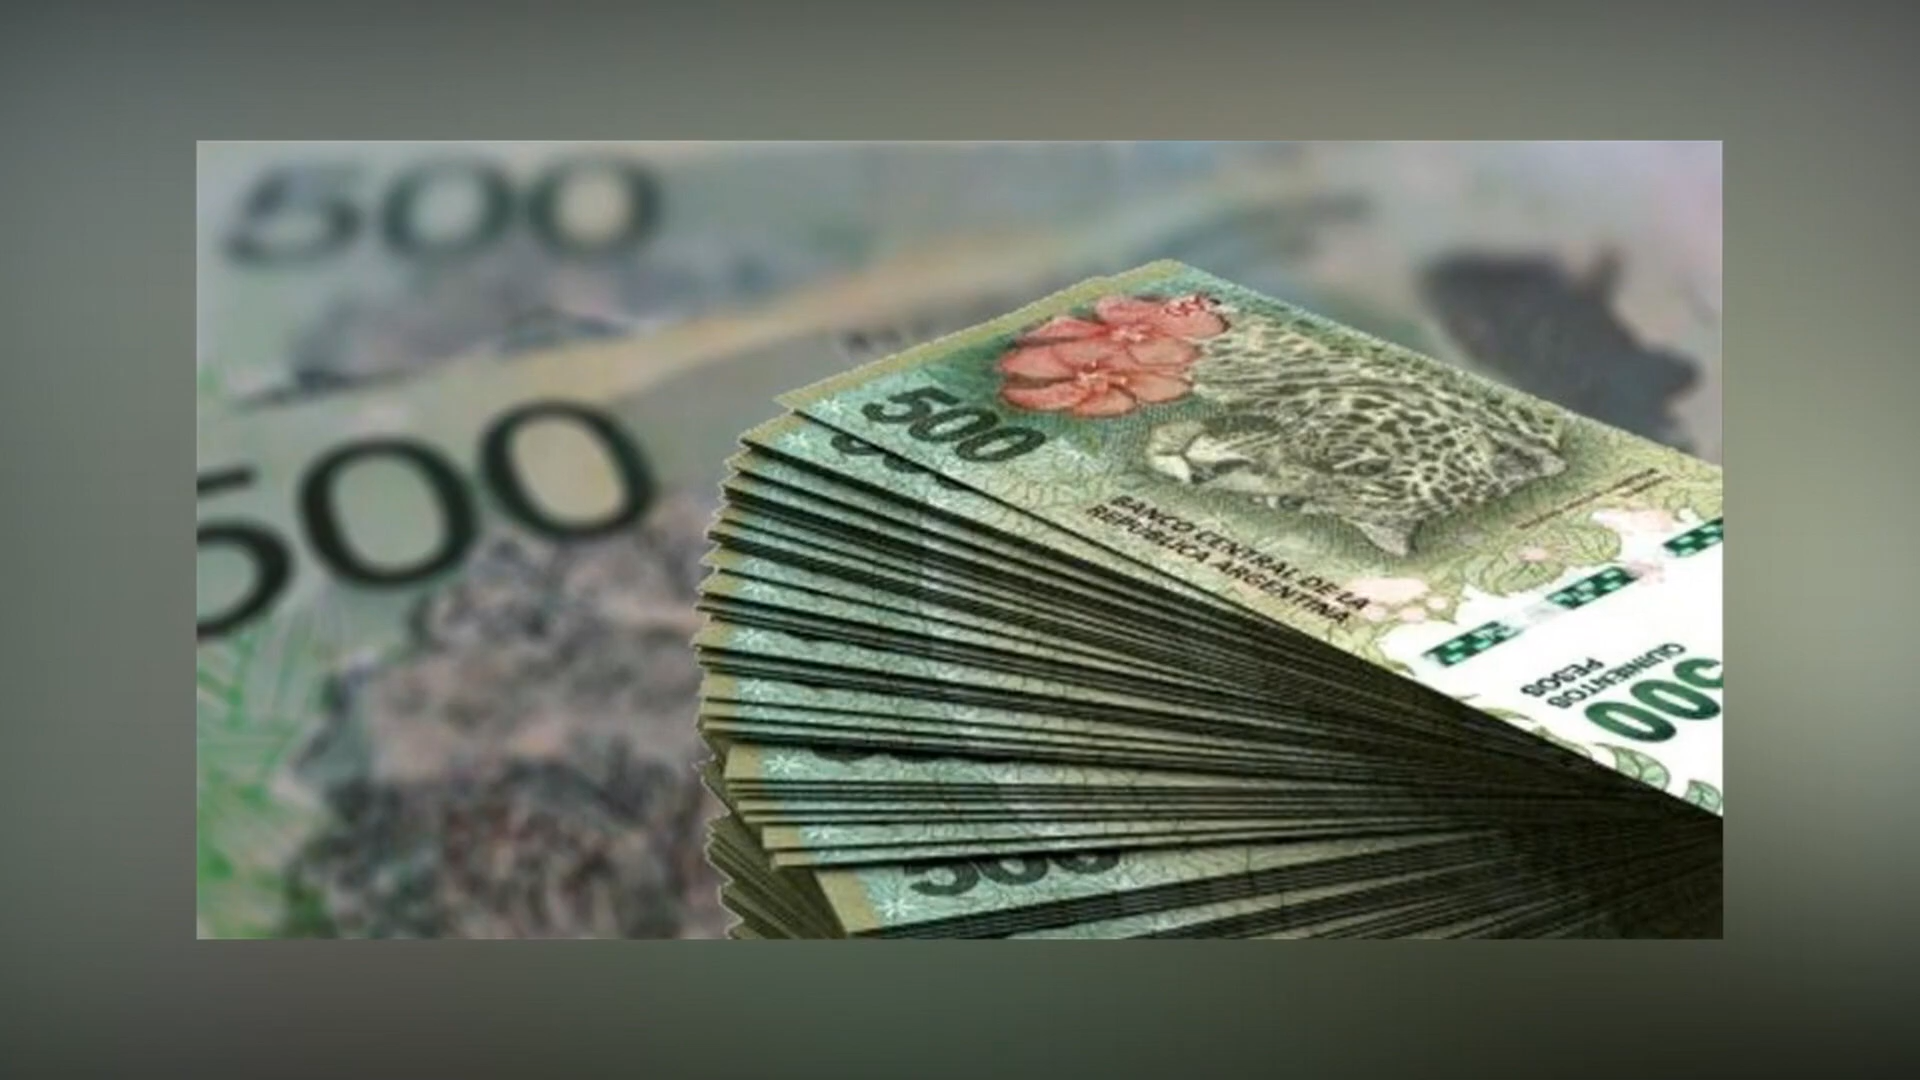 500
500
500
BANCO CENTRAL DE LA
REPÚBLICA ARGENTINA
500
QUINIENTOS
PESOS
500